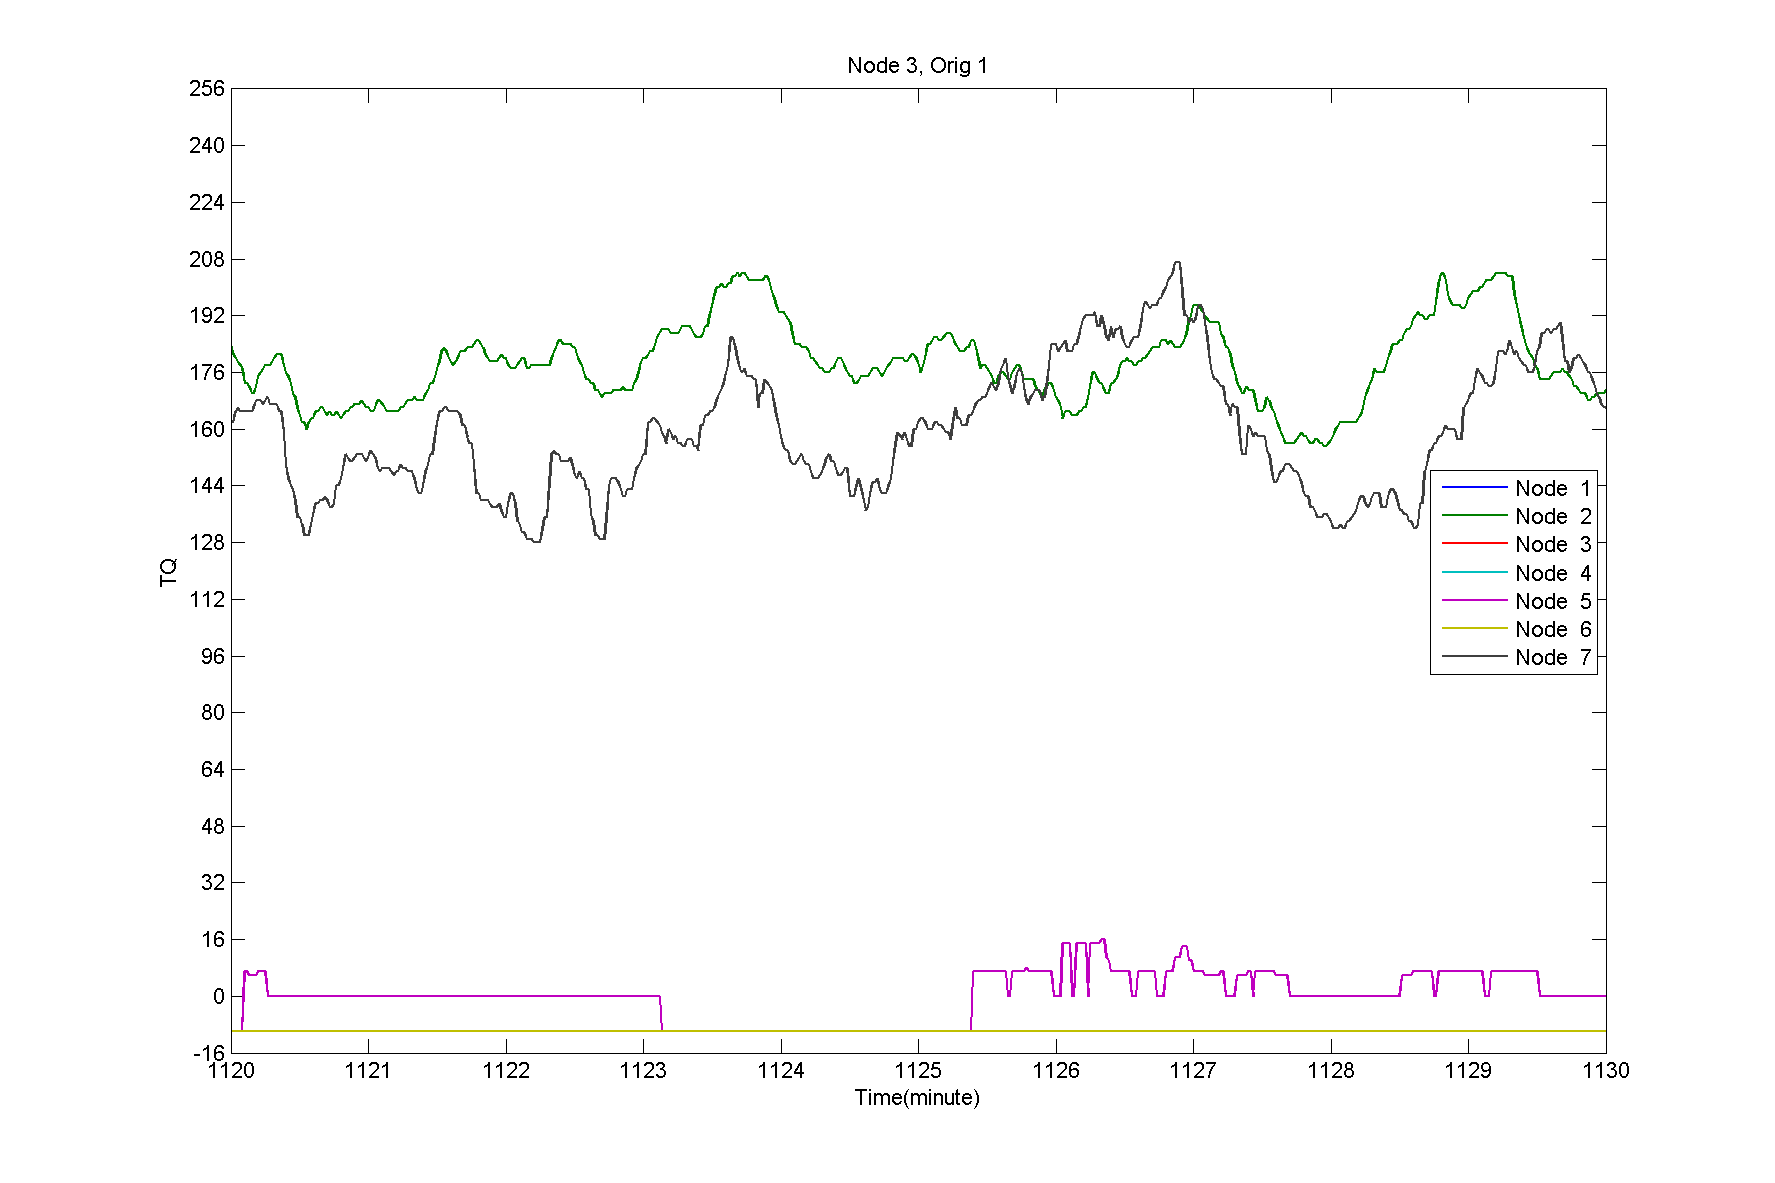 Node 3, Orig 1
256
240
224
208
192
176
160
144
128
112
96
80
64
48
32
16
0
-16
TQ
Node 1
Node 2
Node 3
Node 4
Node 5
Node 6
Node 7
1120 1121 1122 1123 1124 1125 1126 1127 1128 1129 1130
Time(minute)